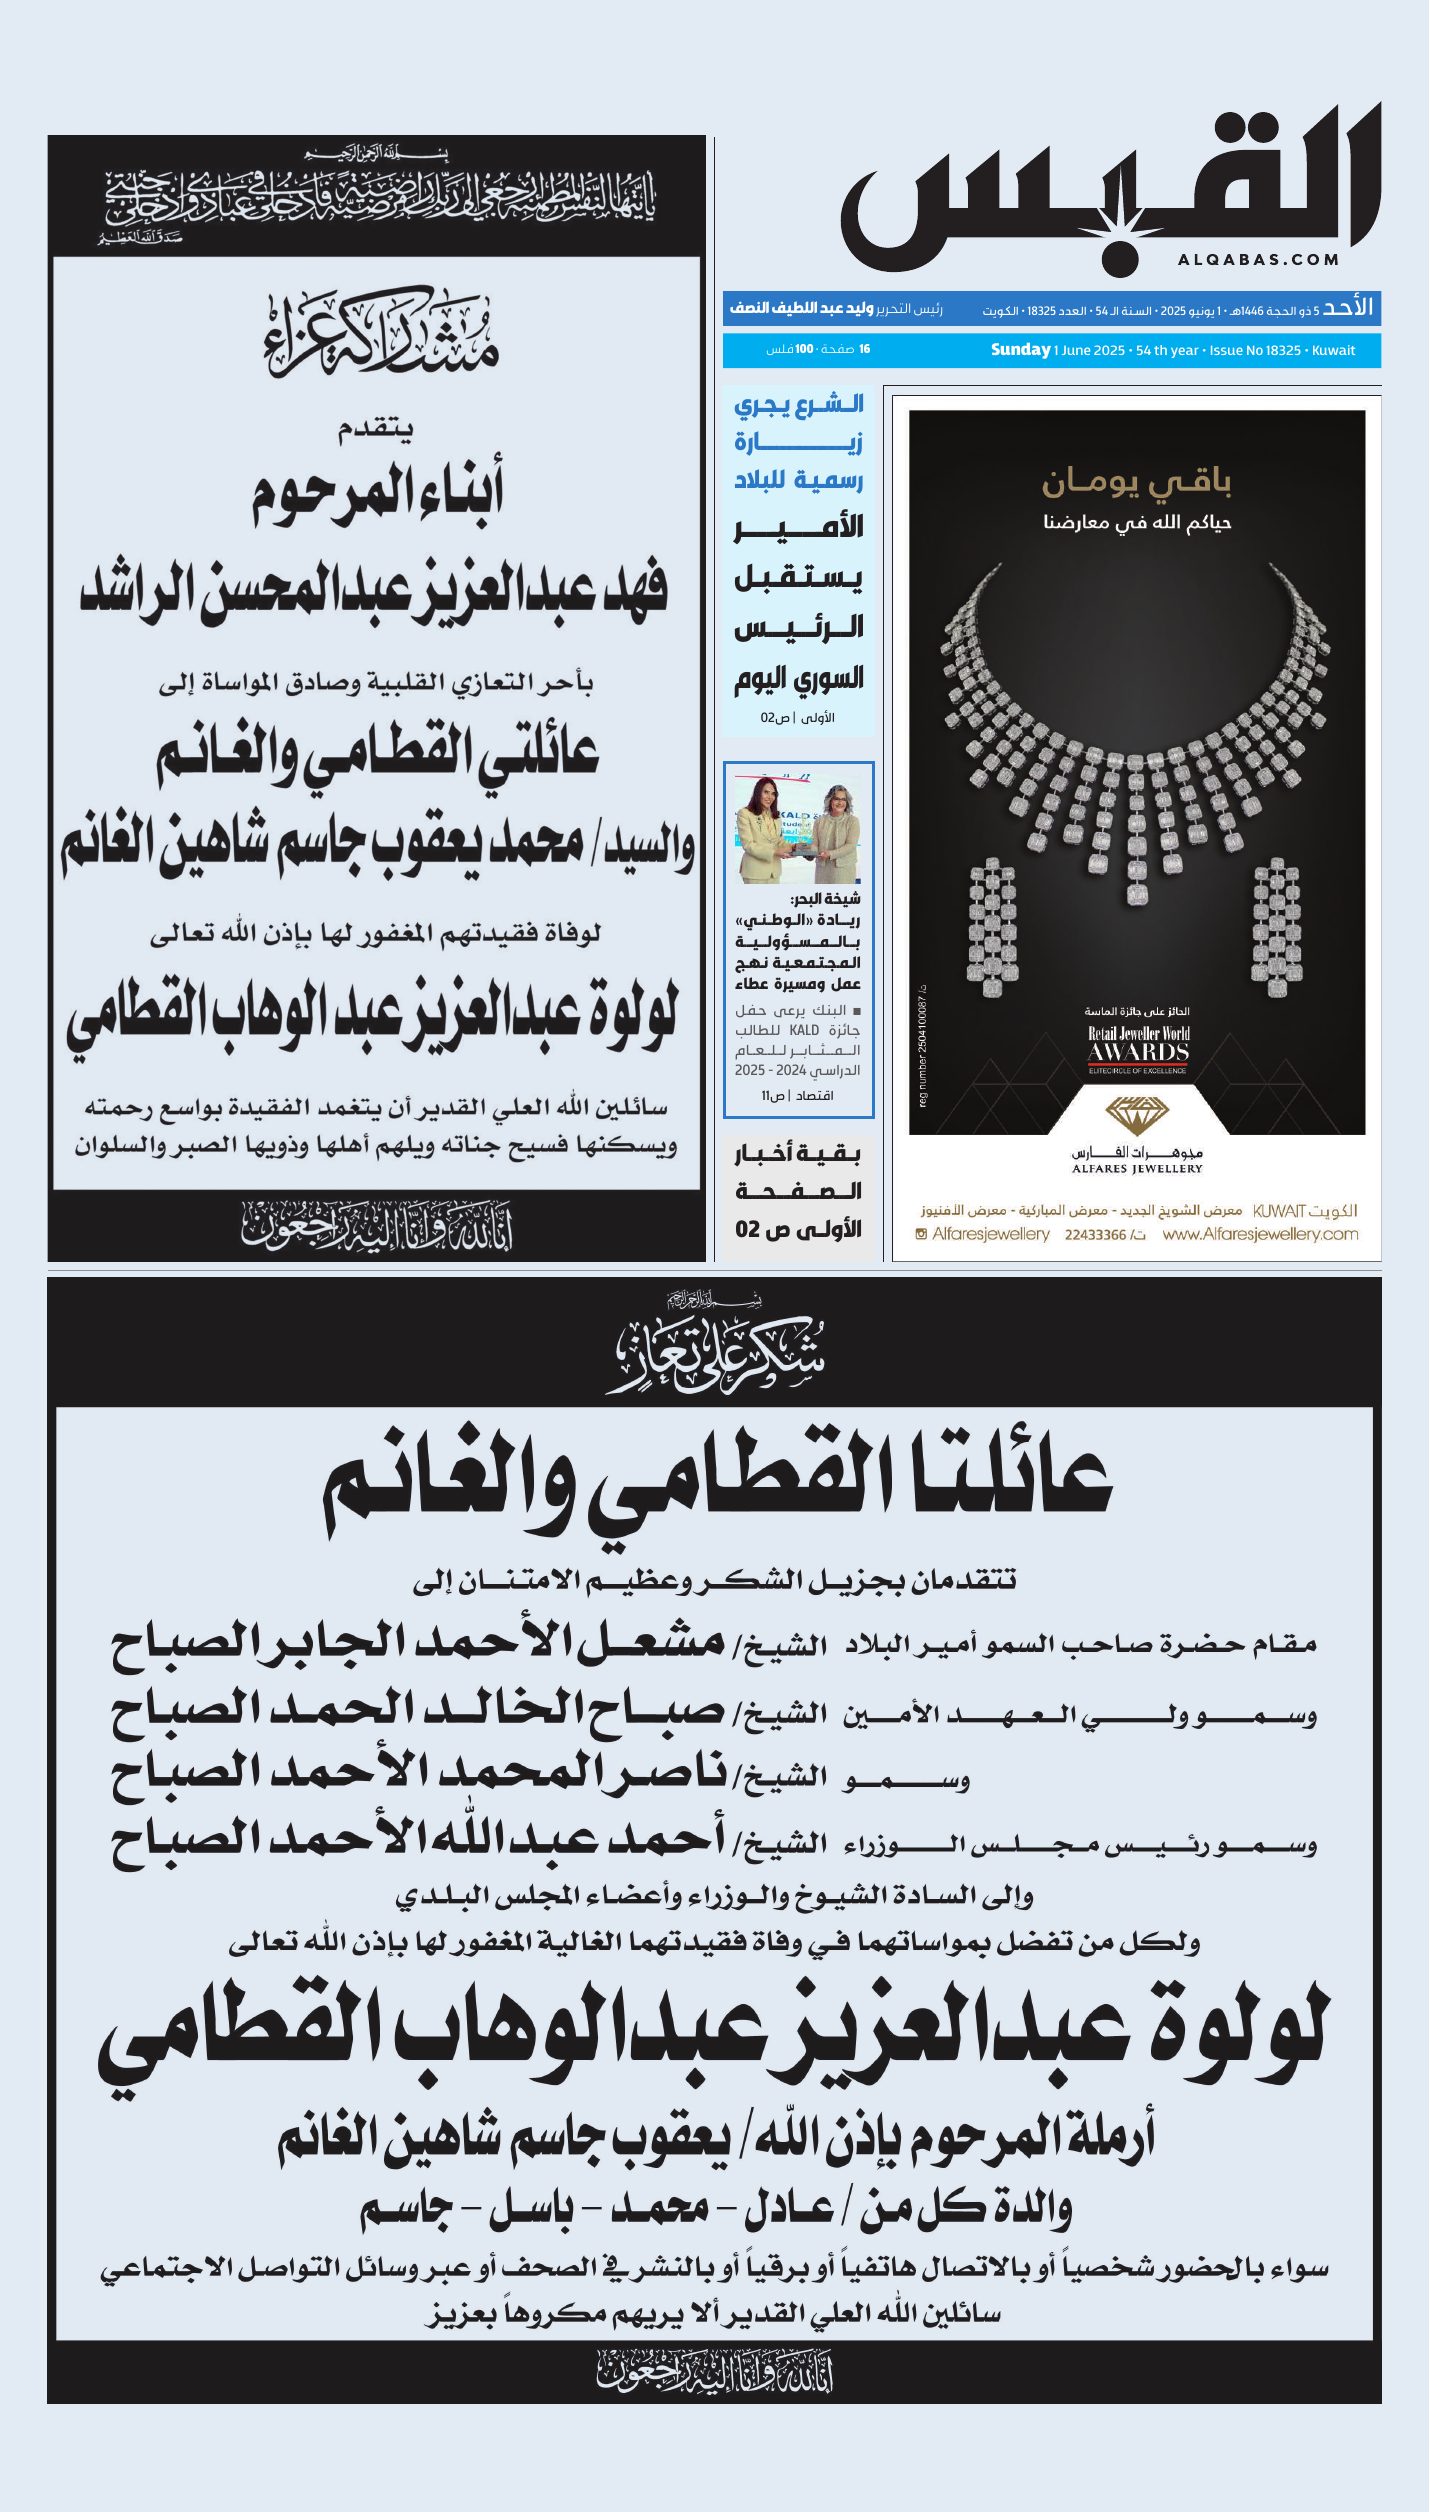 القبس
ALQABAS.COM
الأحد 5 ذو الحجة 1446هـ • 1 يونيو 2025 • السنة الـ 54 • العدد 18325 • الكويت
رئيس التحرير وليد عبد اللطيف النصف
Sunday 1 June 2025 • 54 th year • Issue No 18325 • Kuwait
16 صفحة • 100 فلس
باقي يومان
حياكم الله في معارضنا
reg number 2504100087 /ت
الحائز على جائزة الماسة
Retail Jeweller World
AWARDS
ELITE CIRCLE OF EXCELLENCE
مجوهرات الفارس
ALFARES JEWELLERY
الكويت KUWAIT معرض الشويخ الجديد - معرض المباركية - معرض الأفنيوز
www.Alfaresjewellery.com ت/ 22433366 Alfaresjewellery
الشرع يجري
زيارة
رسمية للبلاد
الأمير
يستقبل
الرئيس
السوري اليوم
الأولى | ص02
شيخة البحر:
ريادة «الوطني»
بالمسؤولية
المجتمعية نهج
عمل ومسيرة عطاء
■ البنك يرعى حفل
جائزة KALD للطالب
المثابر للعام
الدراسي 2024 - 2025
اقتصاد | ص11
بقية أخبار
الصفحة
الأولى ص 02
بسم الله الرحمن الرحيم
يا أيتها النفس المطمئنة ارجعي إلى ربك راضية مرضية فادخلي في عبادي وادخلي جنتي
صدق الله العظيم
مشاركة عزاء
يتقدم
أبناء المرحوم
فهد عبدالعزيز عبدالمحسن الراشد
بأحر التعازي القلبية وصادق المواساة إلى
عائلتي القطامي والغانم
والسيد/ محمد يعقوب جاسم شاهين الغانم
لوفاة فقيدتهم المغفور لها بإذن الله تعالى
لولوة عبدالعزيز عبد الوهاب القطامي
سائلين الله العلي القدير أن يتغمد الفقيدة بواسع رحمته
ويسكنها فسيح جناته ويلهم أهلها وذويها الصبر والسلوان
إنا لله وإنا إليه راجعون
بسم الله الرحمن الرحيم
شكر على تعاز
عائلتا القطامي والغانم
تتقدمان بجزيل الشكر وعظيم الامتنان إلى
مقام حضرة صاحب السمو أمير البلاد الشيخ/ مشعل الأحمد الجابر الصباح
وسمو ولي العهد الأمين الشيخ/ صباح الخالد الحمد الصباح
وسمو الشيخ/ ناصر المحمد الأحمد الصباح
وسمو رئيس مجلس الوزراء الشيخ/ أحمد عبدالله الأحمد الصباح
وإلى السادة الشيوخ والوزراء وأعضاء المجلس البلدي
ولكل من تفضل بمواساتهما في وفاة فقيدتهما الغالية المغفور لها بإذن الله تعالى
لولوة عبدالعزيز عبدالوهاب القطامي
أرملة المرحوم بإذن الله/ يعقوب جاسم شاهين الغانم
والدة كل من / عادل – محمد – باسل – جاسم
سواء بالحضور شخصياً أو بالاتصال هاتفياً أو برقياً أو بالنشر في الصحف أو عبر وسائل التواصل الاجتماعي
سائلين الله العلي القدير ألا يريهم مكروهاً بعزيز
إنا لله وإنا إليه راجعون